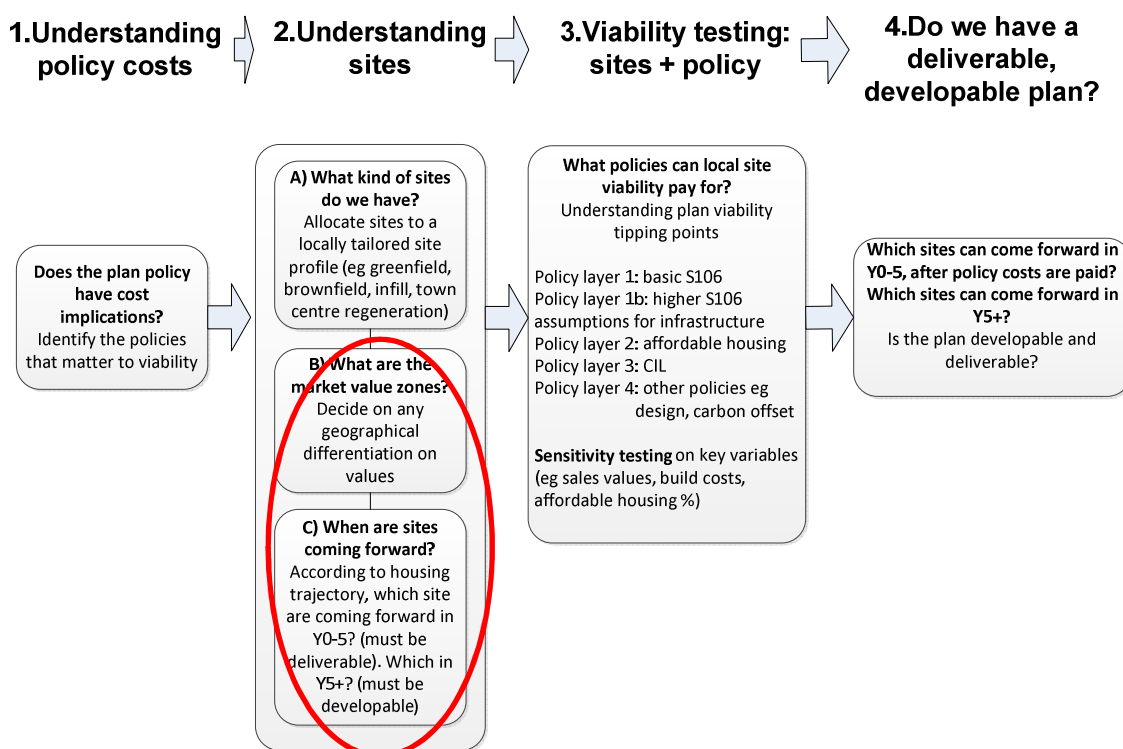 1.Understanding
policy costs
2.Understanding
sites
3.Viability testing:
sites + policy
4.Do we have a
deliverable,
developable plan?
Does the plan policy
have cost
implications?
Identify the policies
that matter to viability
A) What kind of sites
do we have?
Allocate sites to a
locally tailored site
profile (eg greenfield,
brownfield, infill, town
centre regeneration)
B) What are the
market value zones?
Decide on any
geographical
differentiation on
values
C) When are sites
coming forward?
According to housing
trajectory, which site
are coming forward in
Y0-5? (must be
deliverable). Which in
Y5+? (must be
developable)
What policies can local site
viability pay for?
Understanding plan viability
tipping points
Policy layer 1: basic S106
Policy layer 1b: higher S106
assumptions for infrastructure
Policy layer 2: affordable housing
Policy layer 3: CIL
Policy layer 4: other policies eg
design, carbon offset
Sensitivity testing on key variables
(eg sales values, build costs,
affordable housing %)
Which sites can come forward in
Y0-5, after policy costs are paid?
Which sites can come forward in
Y5+?
Is the plan developable and
deliverable?